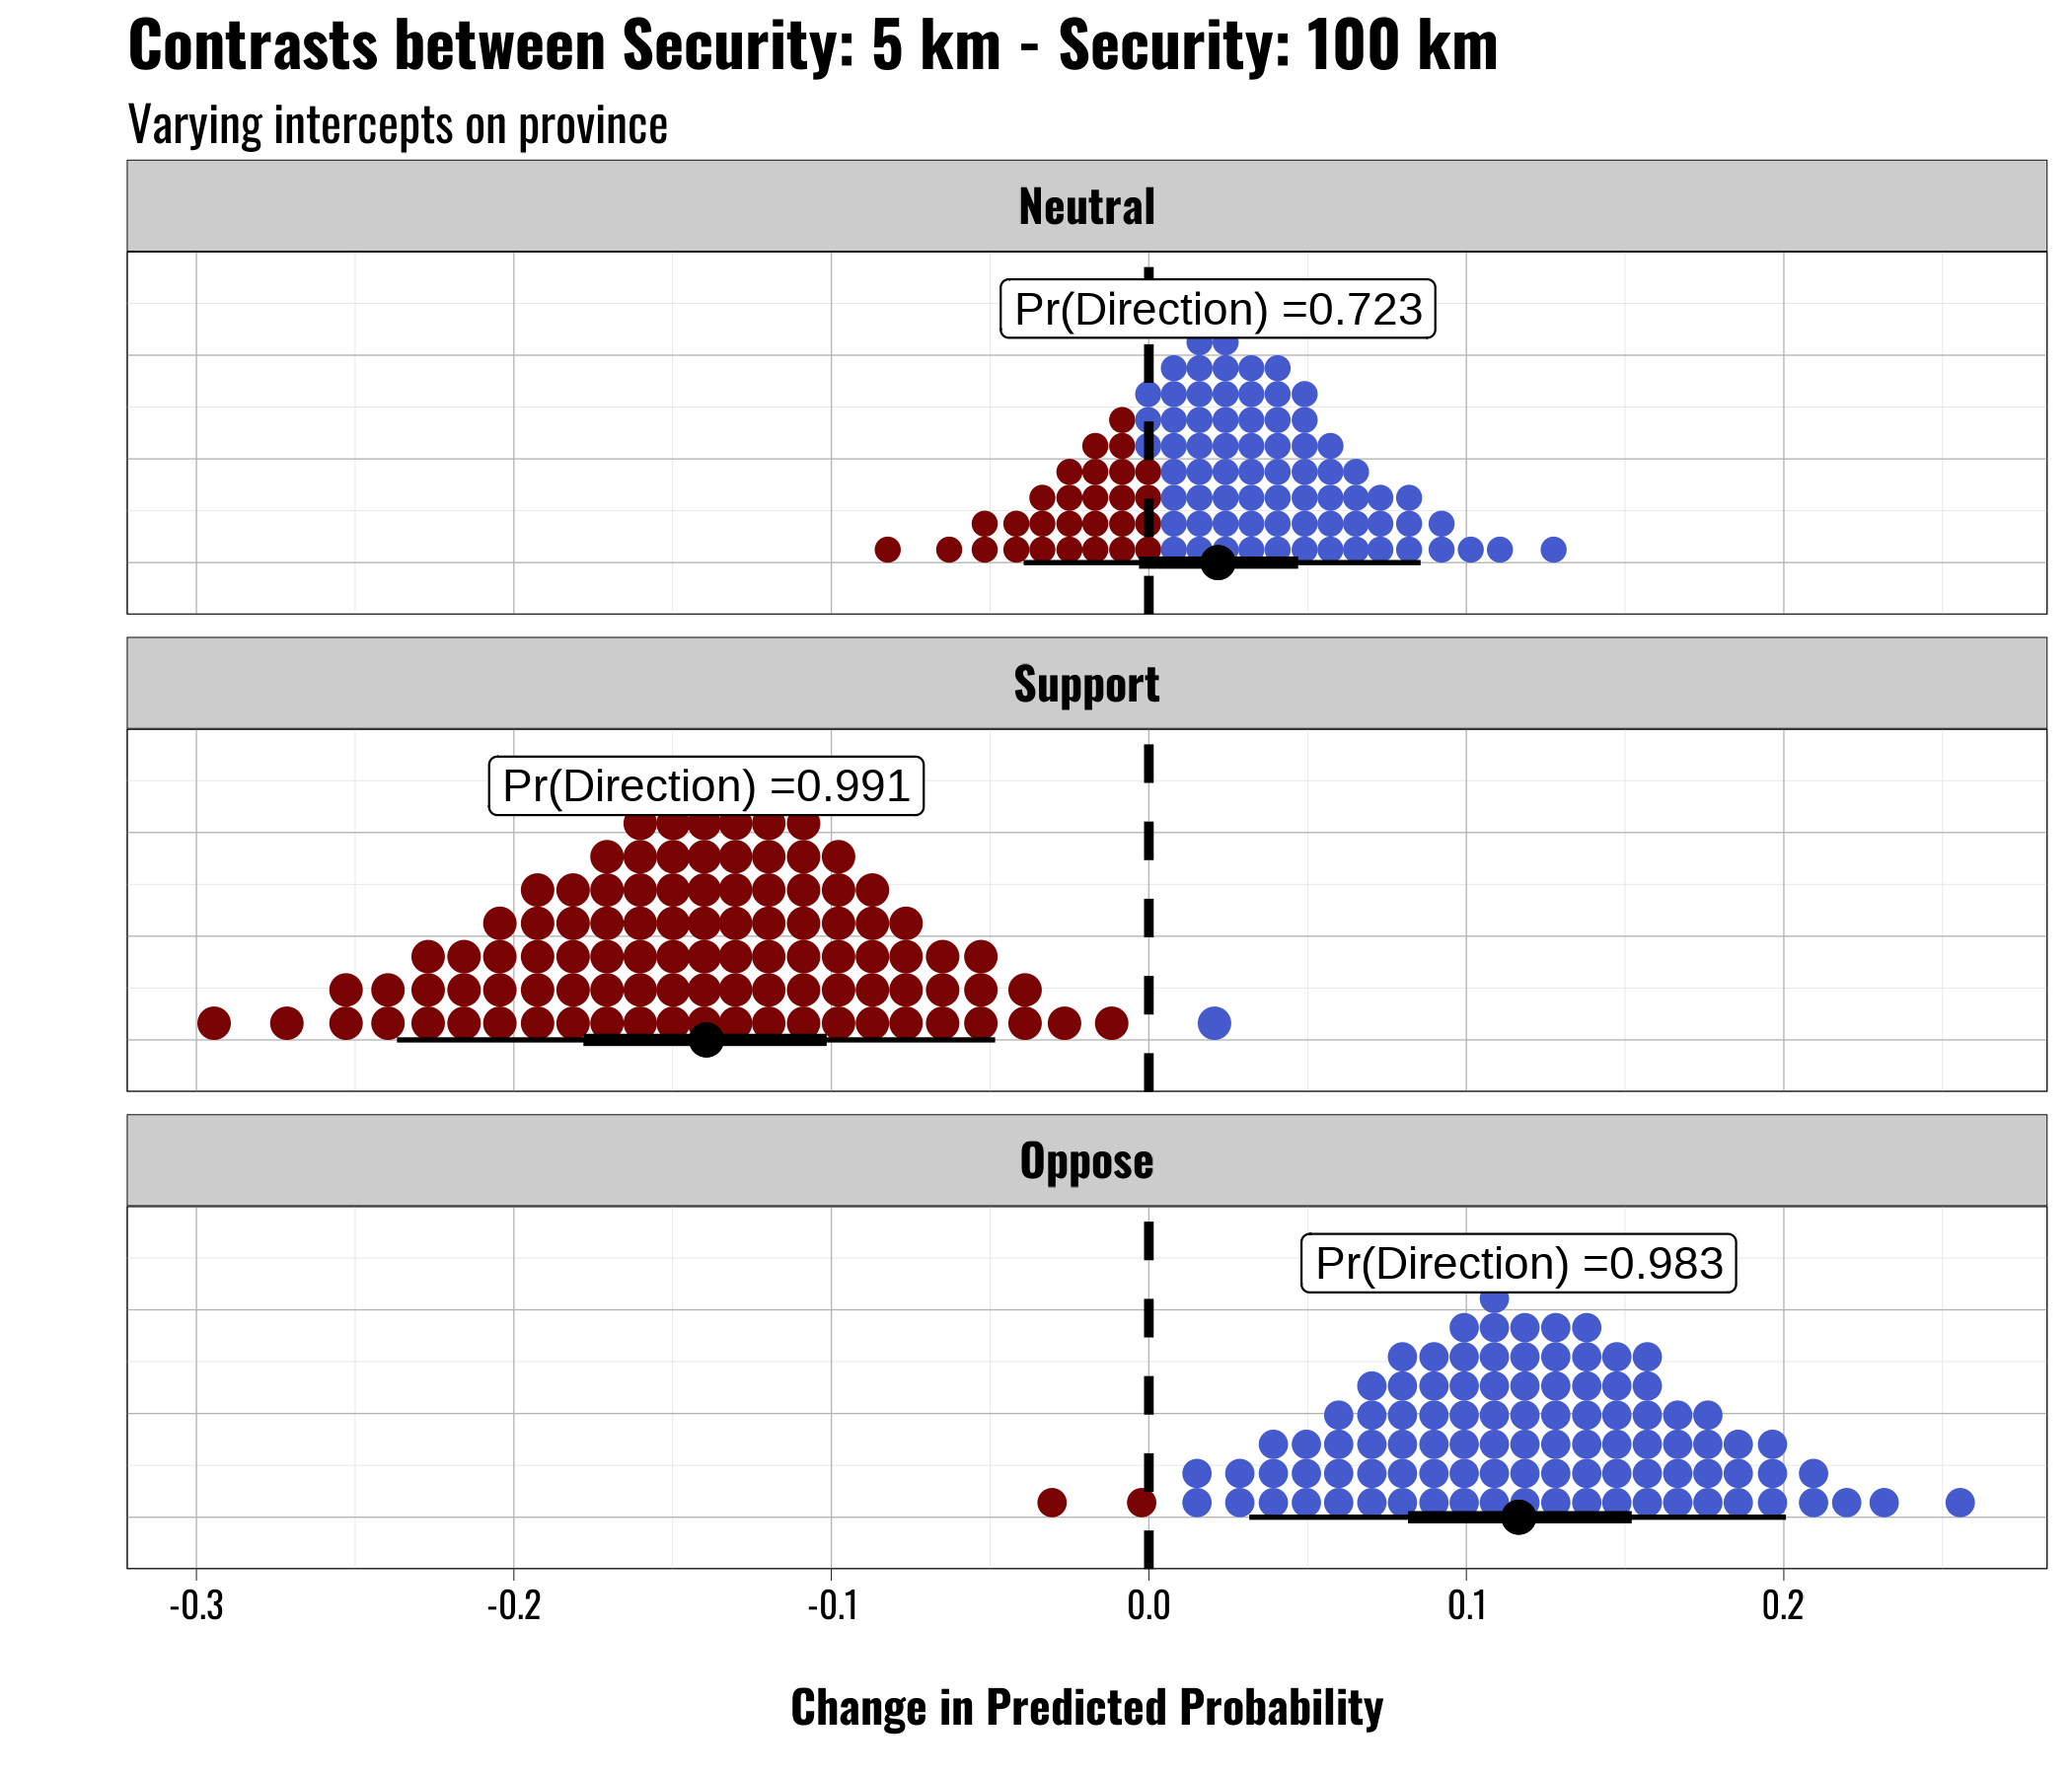 Contrasts between Security: 5 km - Security: 100 km
Varying intercepts on province
Neutral
Pr(Direction) =0.723
Support
Pr(Direction) =0.991
Oppose
Pr(Direction) =0.983
-0.3 -0.2 -0.1 0.0 0.1 0.2
Change in Predicted Probability